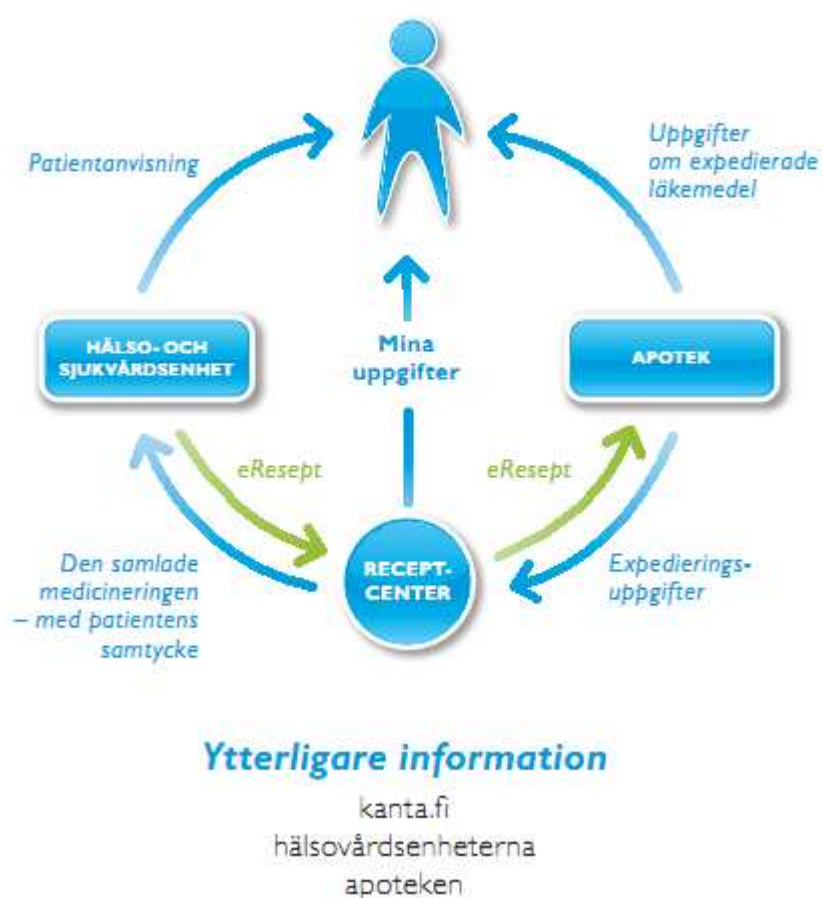 Patientanvisning
Uppgifter
om expedierade
läkemedel
HÄLSO- OCH
SJUKVÅRDSENHET
Mina
uppgifter
APOTEK
eResept
eResept
Den samlade
medicineringen
– med patientens
samtycke
RECEPT-
CENTER
Expedierings-
uppgifter
Ytterligare information
kanta.fi
hälsovårdsenheterna
apoteken